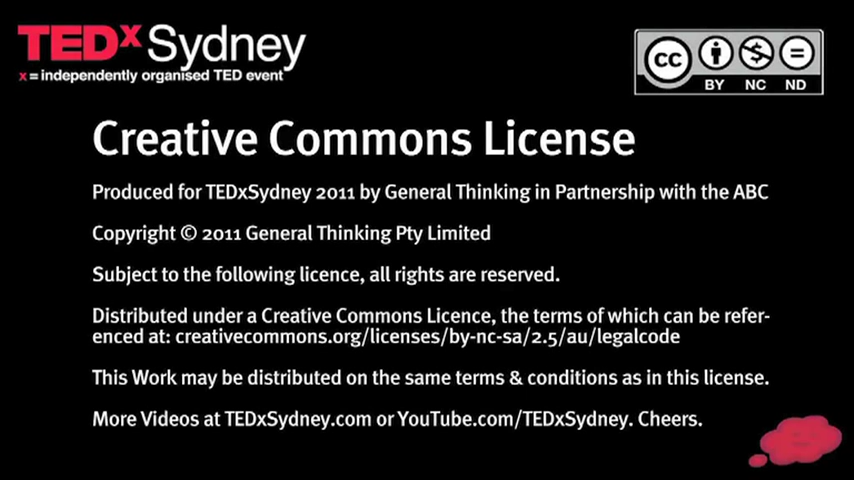 TEDxSydney
x = independently organised TED event
cc
BY NC ND
Creative Commons License
Produced for TEDxSydney 2011 by General Thinking in Partnership with the ABC
Copyright © 2011 General Thinking Pty Limited
Subject to the following licence, all rights are reserved.
Distributed under a Creative Commons Licence, the terms of which can be refer-
enced at: creativecommons.org/licenses/by-nc-sa/2.5/au/legalcode
This Work may be distributed on the same terms & conditions as in this license.
More Videos at TEDxSydney.com or YouTube.com/TEDxSydney. Cheers.